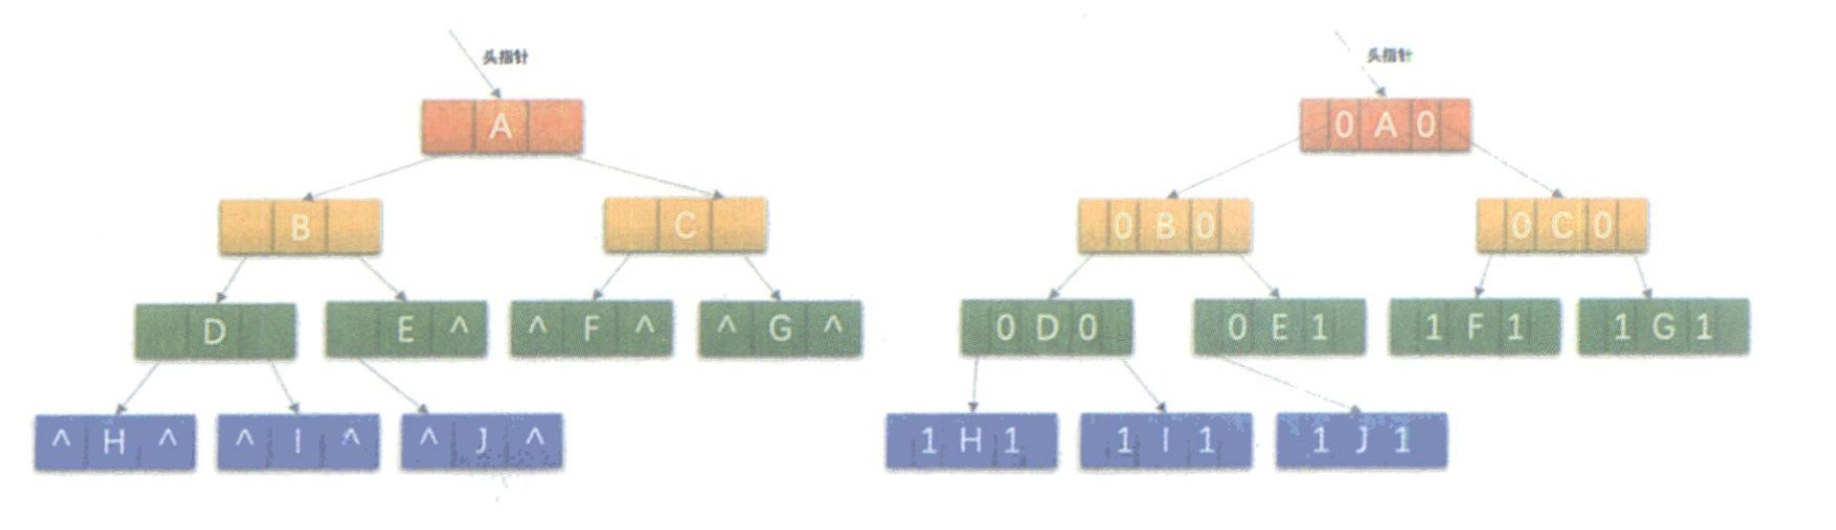 头指针 头指针
A 0 A 0
B C 0 B 0 0 C 0
D E ^ ^ F ^ ^ G ^ 0 D 0 0 E 1 1 F 1 1 G 1
^ H ^ ^ I ^ ^ J ^ 1 H 1 1 I 1 1 J 1